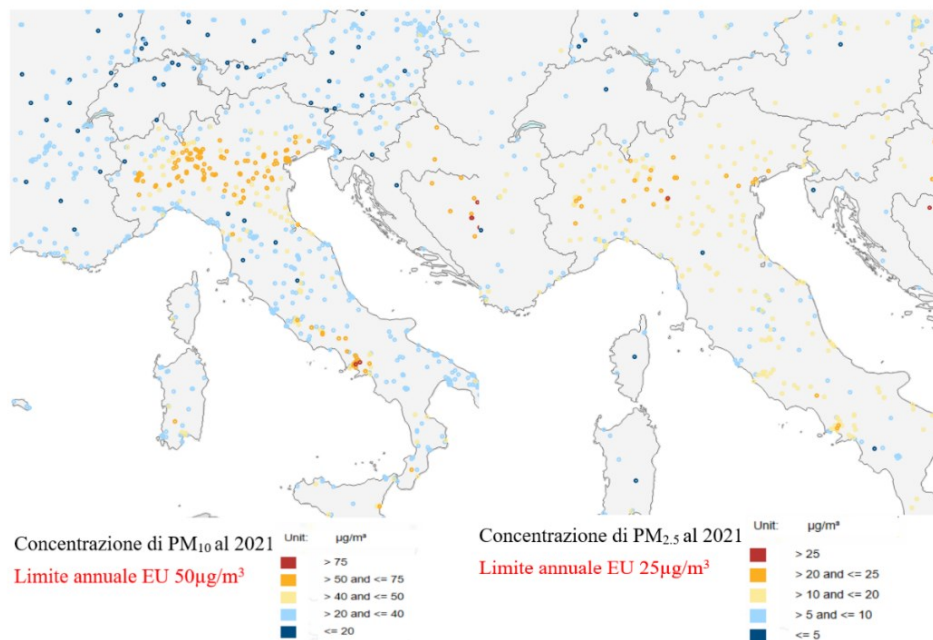 Concentrazione di PM₁₀ al 2021
Limite annuale EU 50µg/m³
Unit: µg/m³
> 75
> 50 and <= 75
> 40 and <= 50
> 20 and <= 40
<= 20
Concentrazione di PM₂.₅ al 2021
Limite annuale EU 25µg/m³
Unit: µg/m³
> 25
> 20 and <= 25
> 10 and <= 20
> 5 and <= 10
<= 5